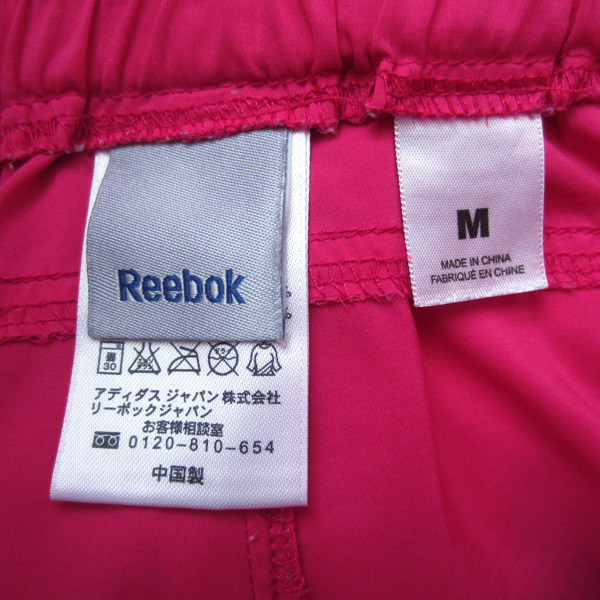 Reebok
アディダス ジャパン株式会社
リーボックジャパン
お客様相談室
0120-810-654
中国製
M
MADE IN CHINA
FABRIQUÉ EN CHINE